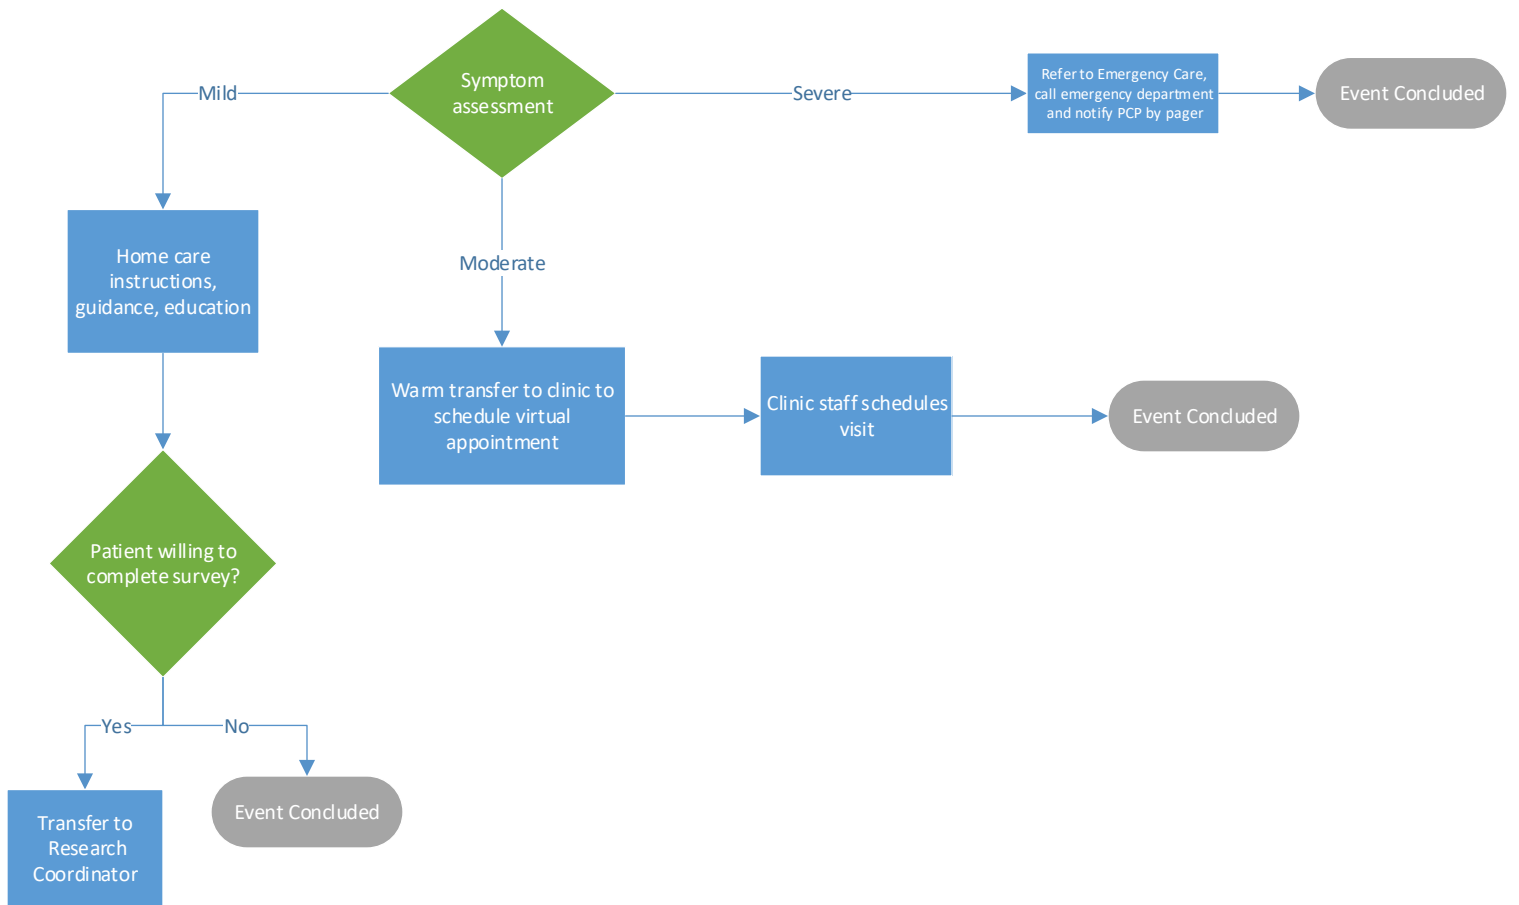 Symptom
assessment
Mild
Severe
Refer to Emergency Care,
call emergency department
and notify PCP by pager
Event Concluded
Home care
instructions,
guidance, education
Moderate
Warm transfer to clinic to
schedule virtual
appointment
Clinic staff schedules
visit
Event Concluded
Patient willing to
complete survey?
Yes
No
Transfer to
Research
Coordinator
Event Concluded